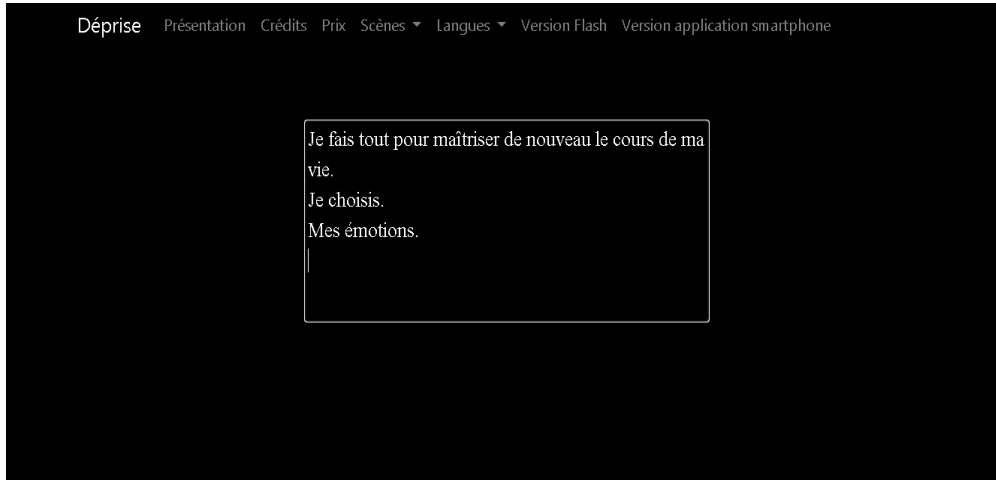 Déprise Présentation Crédits Prix Scènes Langues Version Flash Version application smartphone
Je fais tout pour maîtriser de nouveau le cours de ma
vie.
Je choisis.
Mes émotions.